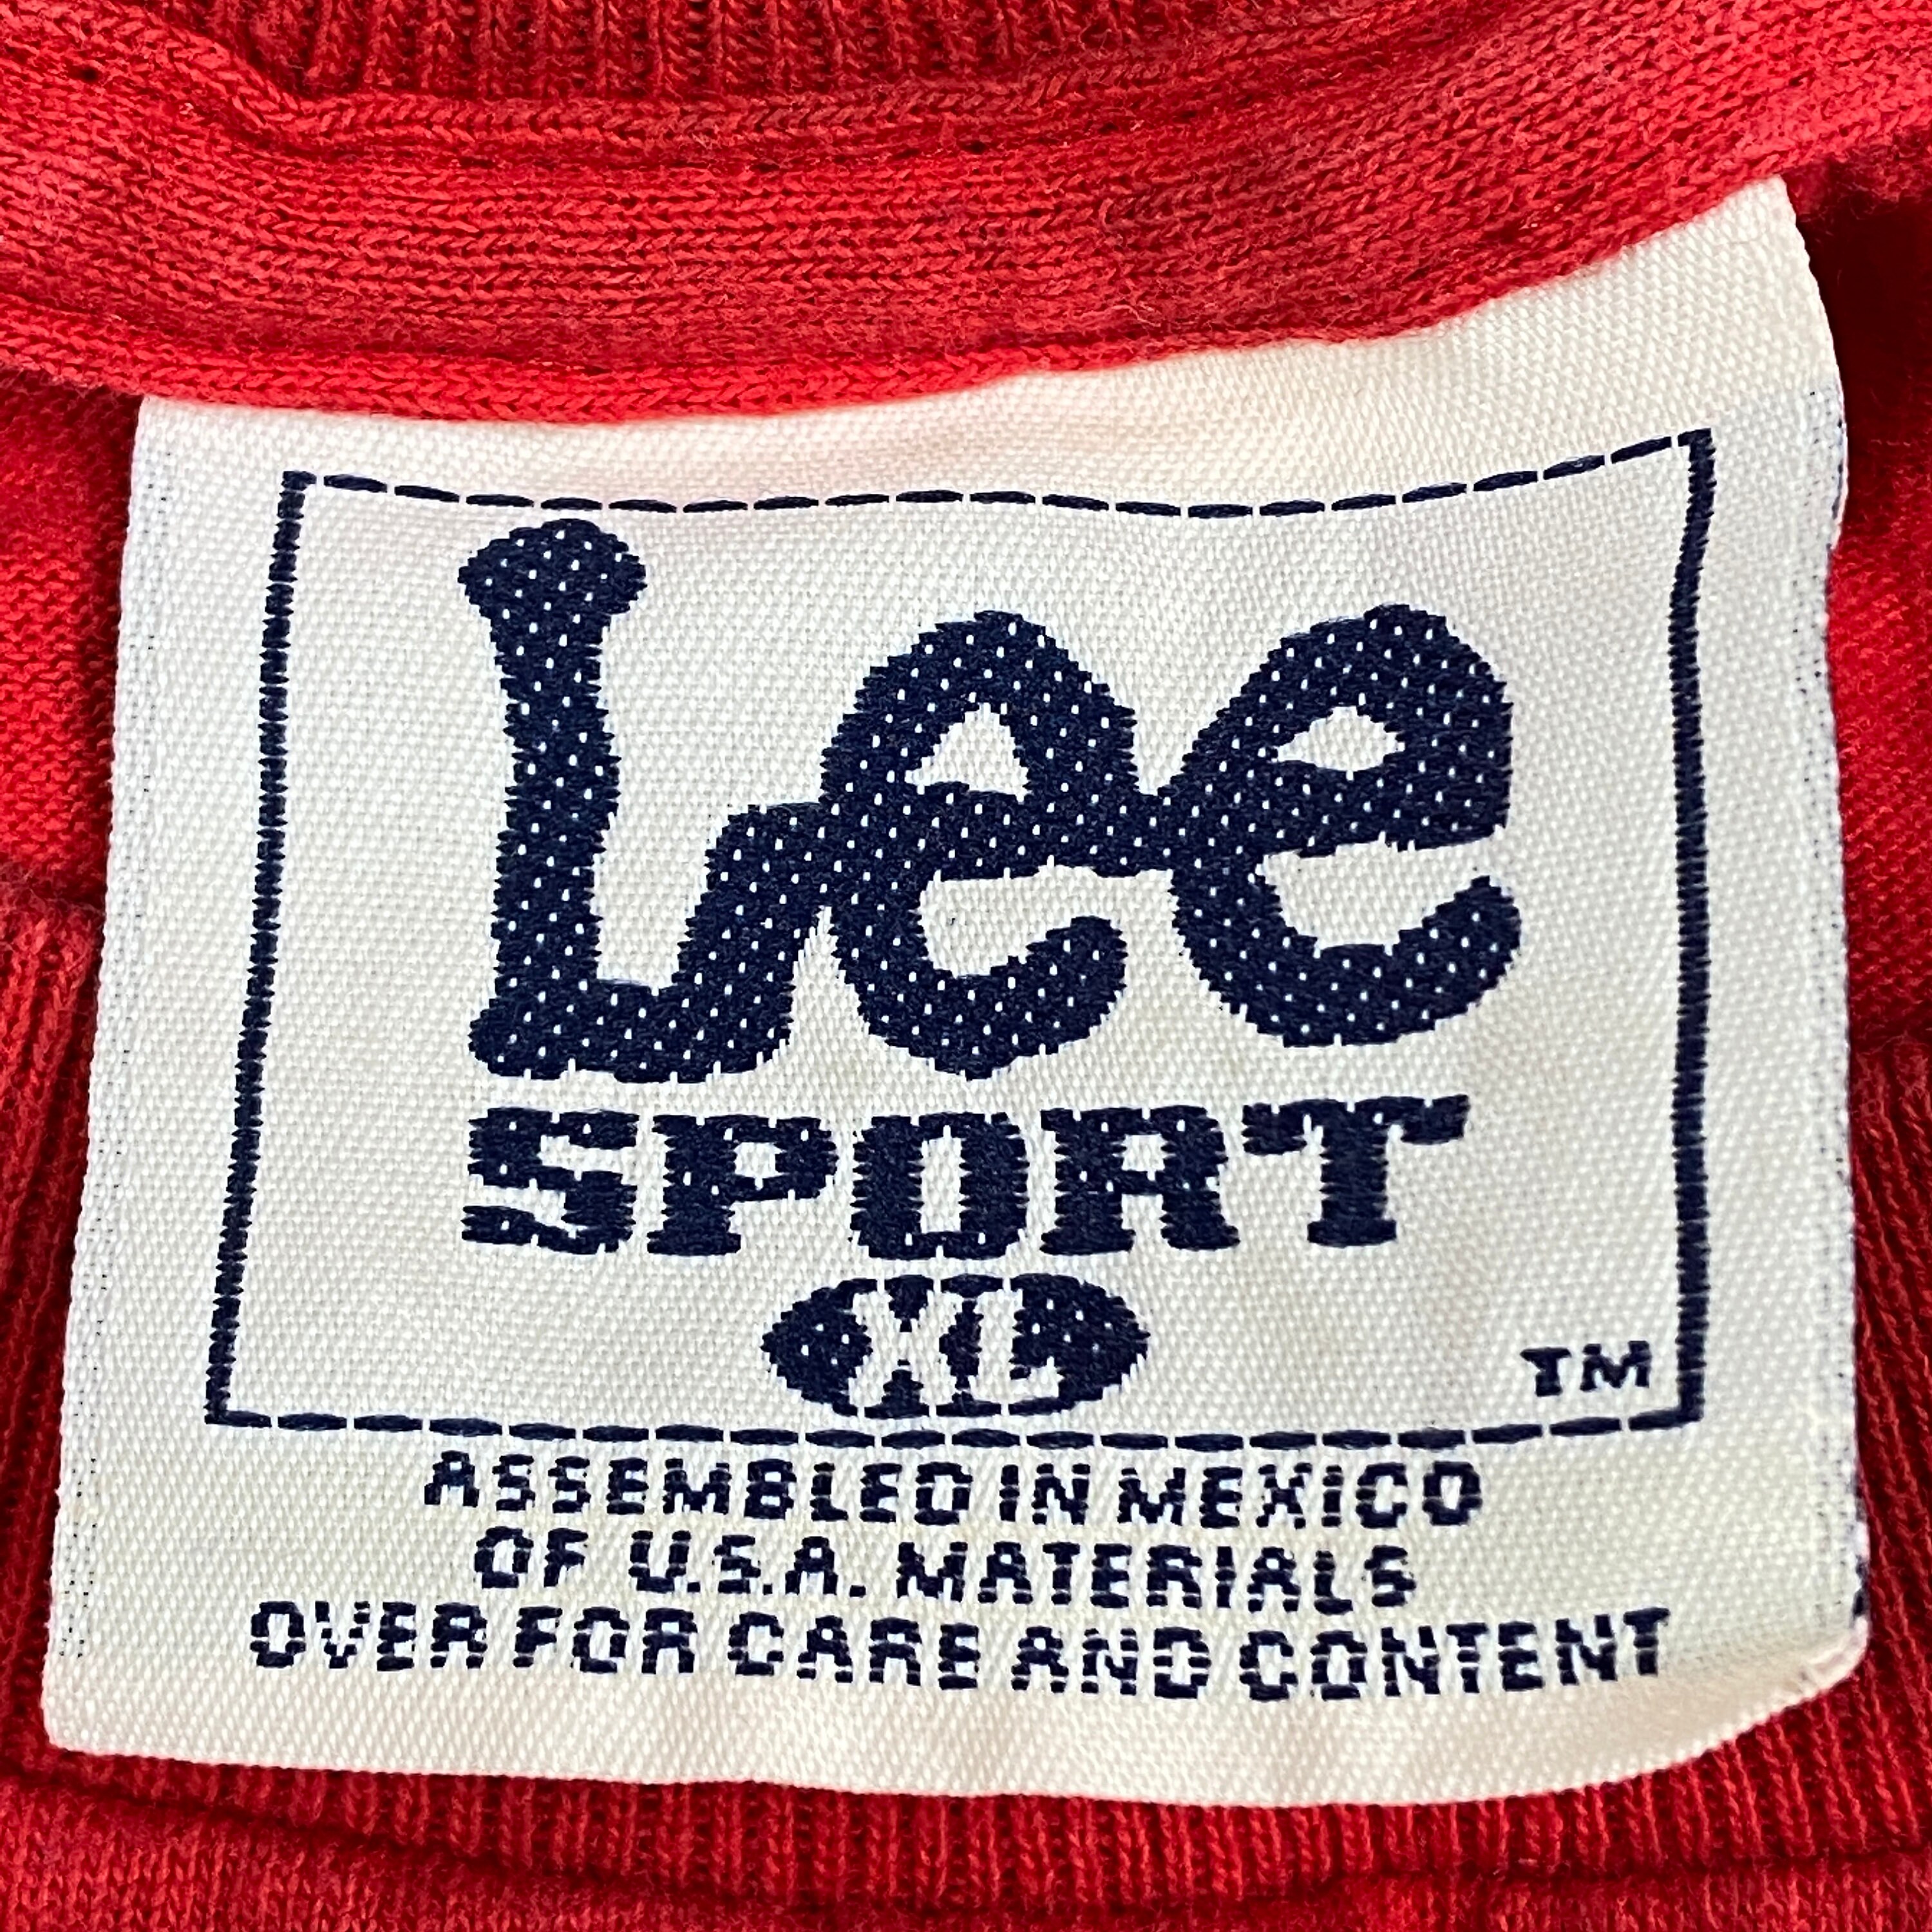 Lee
SPORT
XL
TM
ASSEMBLED IN MEXICO
OF U.S.A. MATERIALS
OVER FOR CARE AND CONTENT